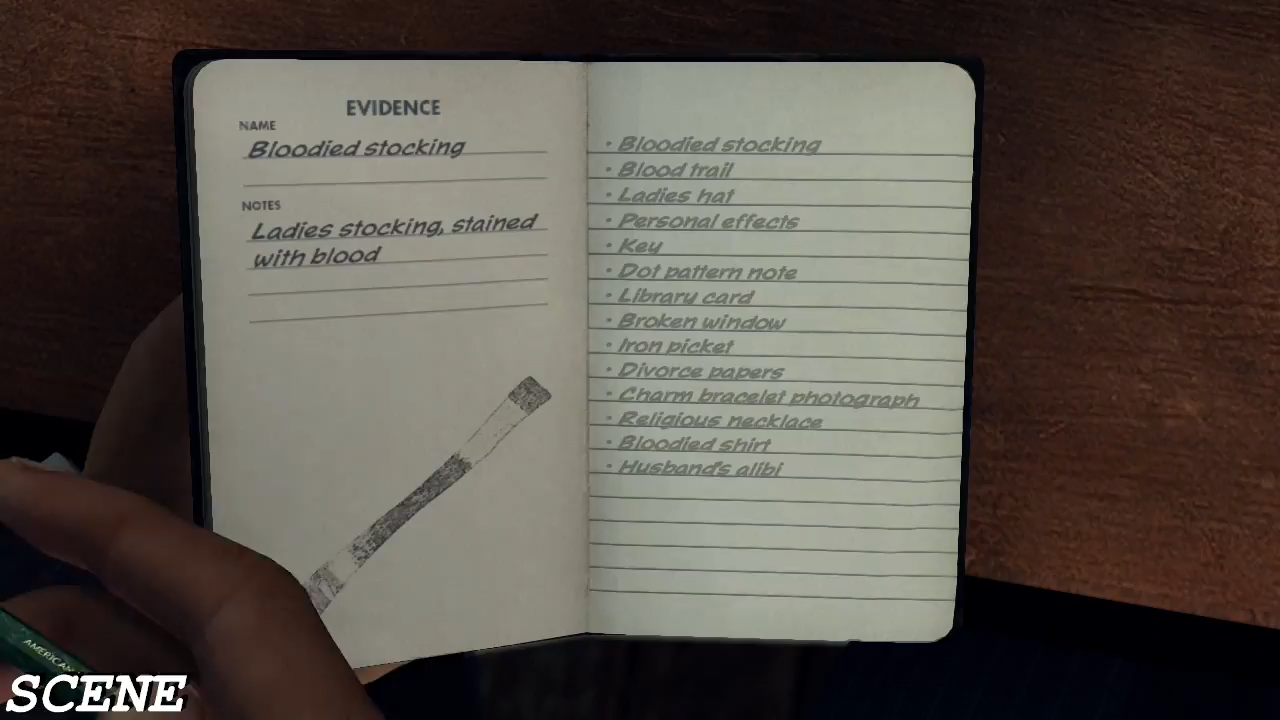 EVIDENCE
NAME
Bloodied stocking
NOTES
Ladies stocking, stained
with blood
• Bloodied stocking
• Blood trail
• Ladies hat
• Personal effects
• Key
• Dot pattern note
• Library card
• Broken window
• Iron picket
• Divorce papers
• Charm bracelet photograph
• Religious necklace
• Bloodied shirt
• Husband's alibi
AMERICAN
SCENE